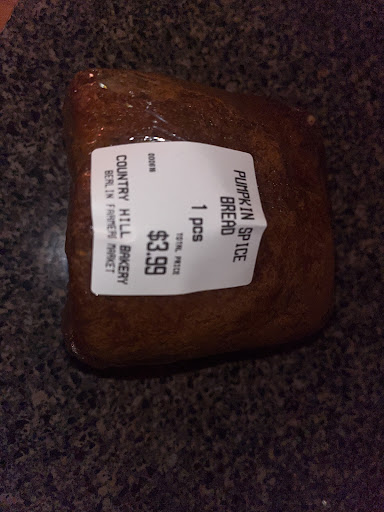 PUMPKIN SPICE
BREAD
1 pcs
TOTAL PRICE
$3.99
COUNTRY HILL BAKERY
BERLIN FARMERS MARKET